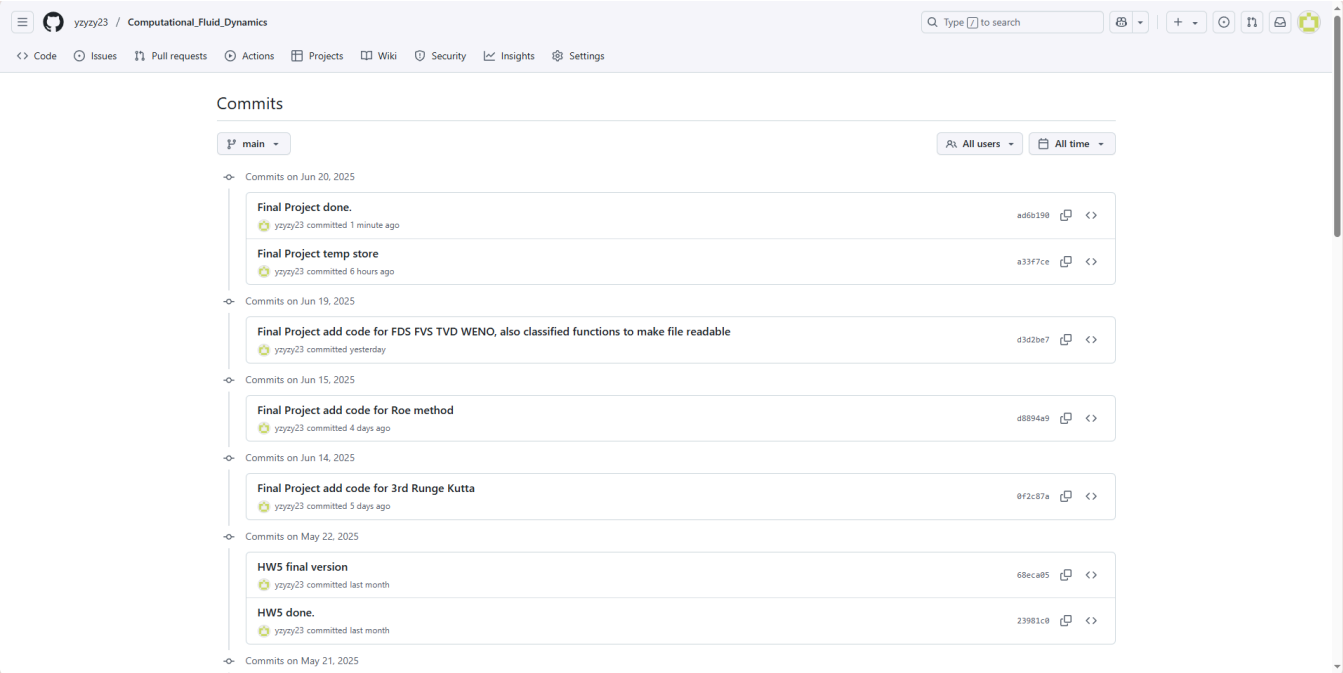 yzyzy23 / Computational_Fluid_Dynamics
Type / to search
Code Issues Pull requests Actions Projects Wiki Security Insights Settings
Commits
main All users All time
Commits on Jun 20, 2025
Final Project done.
yzyzy23 committed 1 minute ago
ad6b190
Final Project temp store
yzyzy23 committed 6 hours ago
a33f7ce
Commits on Jun 19, 2025
Final Project add code for FDS FVS TVD WENO, also classified functions to make file readable
yzyzy23 committed yesterday
d3d2be7
Commits on Jun 15, 2025
Final Project add code for Roe method
yzyzy23 committed 4 days ago
d8894a9
Commits on Jun 14, 2025
Final Project add code for 3rd Runge Kutta
yzyzy23 committed 5 days ago
0f2c87a
Commits on May 22, 2025
HW5 final version
yzyzy23 committed last month
68eca05
HW5 done.
yzyzy23 committed last month
23981c0
Commits on May 21, 2025